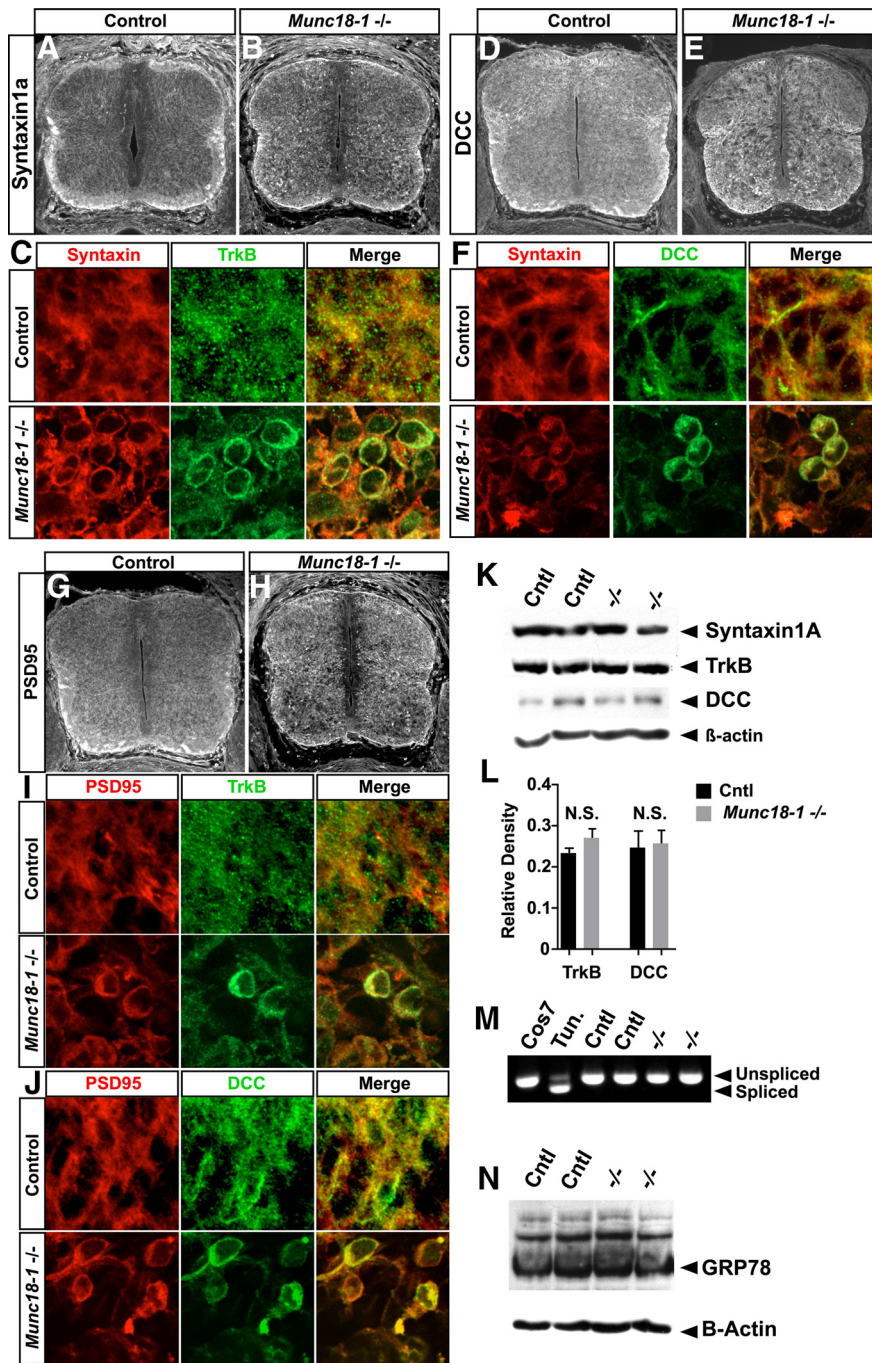 Control
Munc18-1 -/-
Control
Munc18-1 -/-
Syntaxin1a
A
B
DCC
D
E
C
Syntaxin
TrkB
Merge
Control
Munc18-1 -/-
F
Syntaxin
DCC
Merge
Control
Munc18-1 -/-
Control
Munc18-1 -/-
PSD95
G
H
I
PSD95
TrkB
Merge
Control
Munc18-1 -/-
J
PSD95
DCC
Merge
Control
Munc18-1 -/-
K
Cntl
Cntl
-/-
-/-
Syntaxin1A
TrkB
DCC
ß-actin
L
Cntl
Munc18-1 -/-
Relative Density
0.4
0.3
0.2
0.1
0
N.S.
N.S.
TrkB
DCC
M
Cos7
Tun.
Cntl
Cntl
-/-
-/-
Unspliced
Spliced
N
Cntl
Cntl
-/-
-/-
GRP78
B-Actin